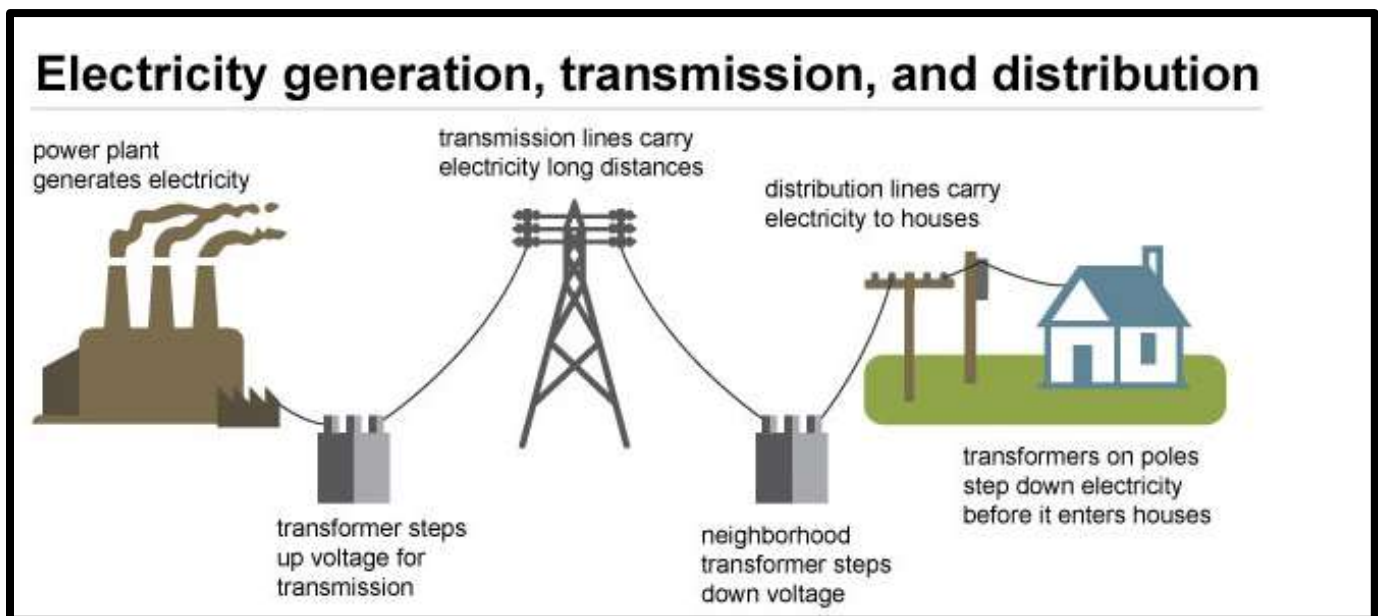 Electricity generation, transmission, and distribution
power plant
generates electricity
transmission lines carry
electricity long distances
distribution lines carry
electricity to houses
transformer steps
up voltage for
transmission
neighborhood
transformer steps
down voltage
transformers on poles
step down electricity
before it enters houses